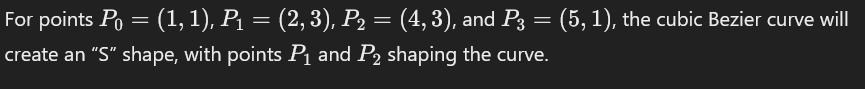 For points P₀ = (1, 1), P₁ = (2, 3), P₂ = (4, 3), and P₃ = (5, 1), the cubic Bezier curve will
create an “S” shape, with points P₁ and P₂ shaping the curve.